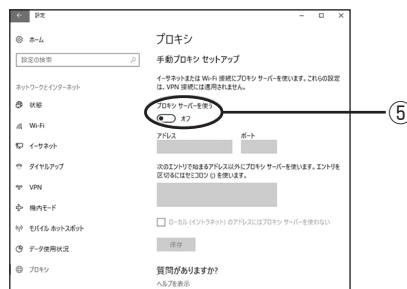 設定
プロキシ
ホーム
設定の検索
手動プロキシ セットアップ
イーサネットまたは Wi-Fi 接続にプロキシ サーバーを使います。これらの設定
は、VPN 接続には適用されません。
ネットワークとインターネット
プロキシ サーバーを使う
オフ
⑤
状態
Wi-Fi
アドレス
ポート
イーサネット
ダイヤルアップ
次のエントリで始まるアドレス以外にプロキシ サーバーを使います。エントリを
区切るにはセミコロン (;) を使います。
VPN
機内モード
モバイル ホットスポット
ローカル (イントラネット) のアドレスにはプロキシ サーバーを使わない
データ使用状況
保存
プロキシ
質問がありますか?
ヘルプを表示